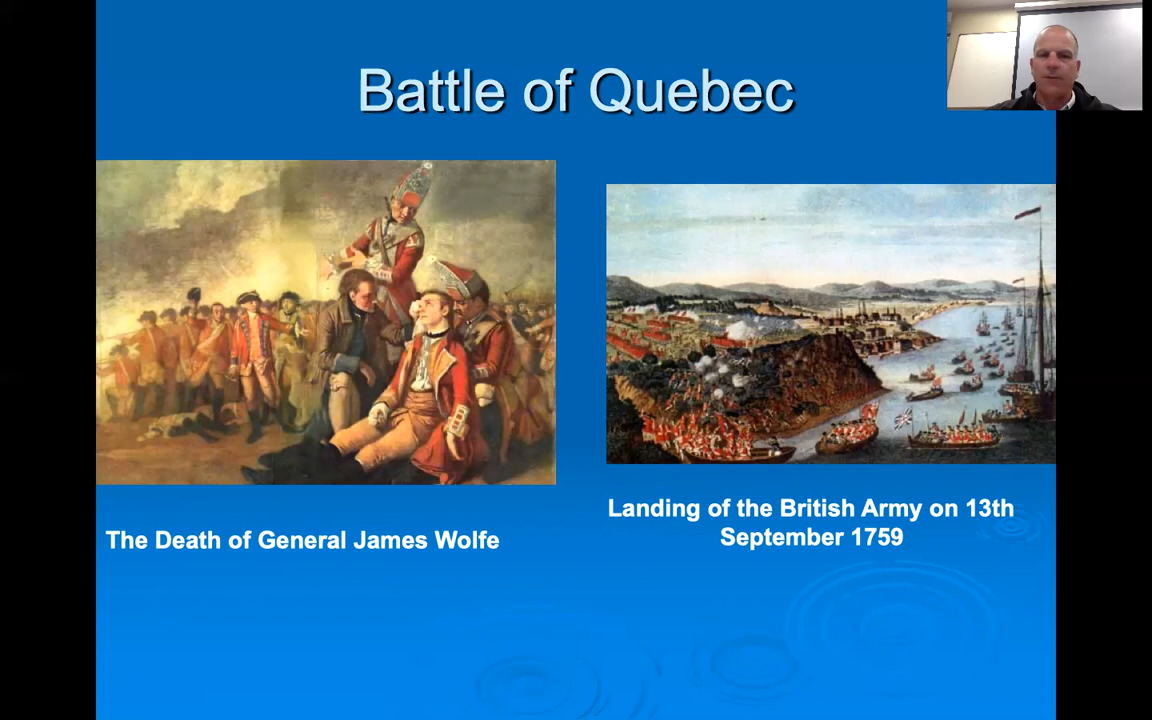 Battle of Quebec
The Death of General James Wolfe
Landing of the British Army on 13th
September 1759